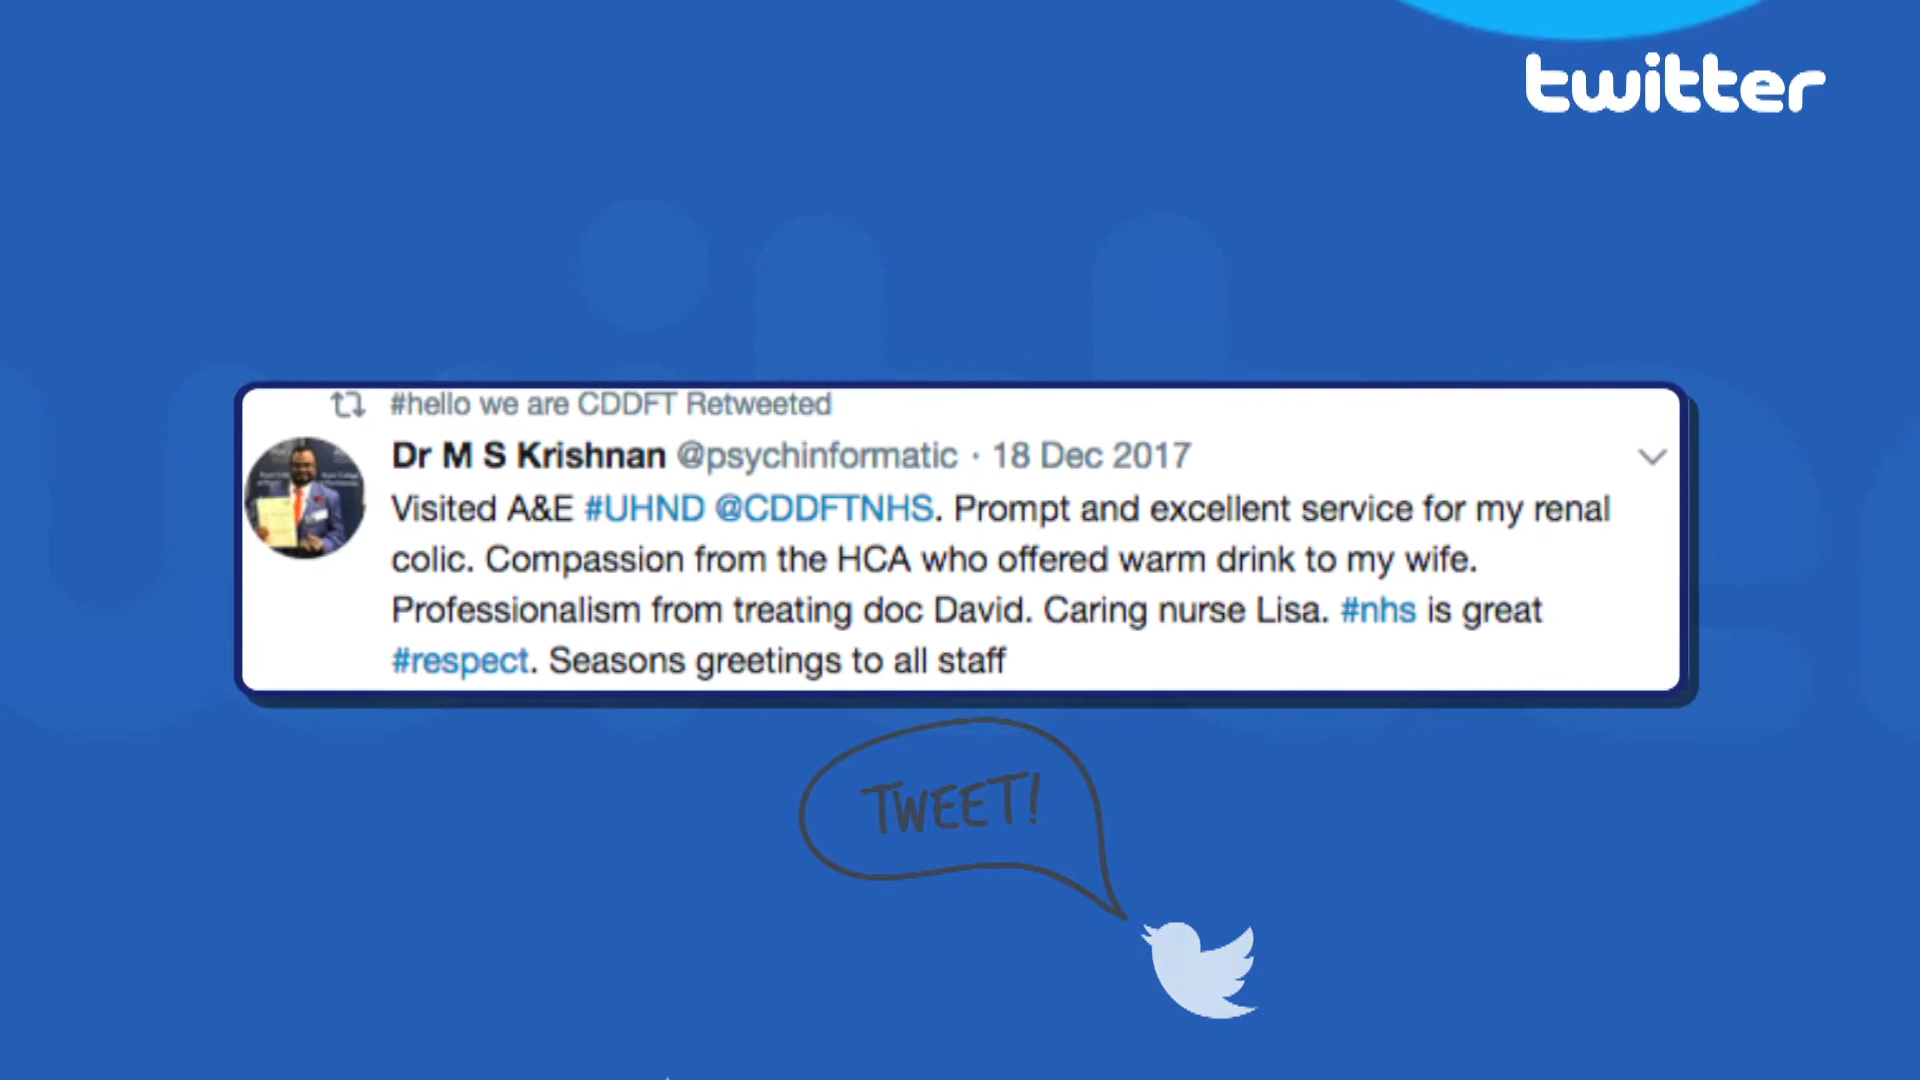 twitter
#hello we are CDDFT Retweeted
Dr M S Krishnan @psychinformatic · 18 Dec 2017
Visited A&E #UHND @CDDFTNHS. Prompt and excellent service for my renal
colic. Compassion from the HCA who offered warm drink to my wife.
Professionalism from treating doc David. Caring nurse Lisa. #nhs is great
#respect. Seasons greetings to all staff
TWEET!